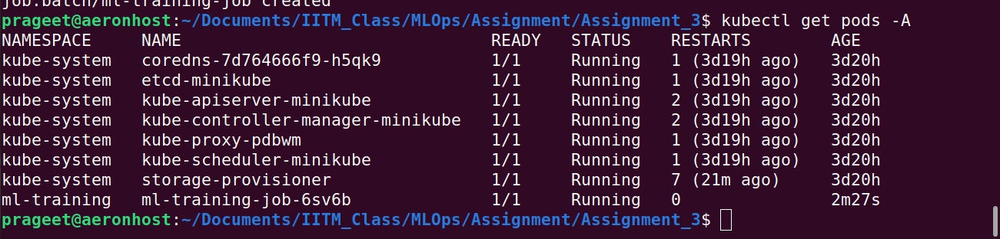 job.batch/ml-training-job created
prageet@aeronhost:~/Documents/IITM_Class/MLOps/Assignment/Assignment_3$ kubectl get pods -A
NAMESPACE     NAME                               READY   STATUS    RESTARTS        AGE
kube-system   coredns-7d764666f9-h5qk9           1/1     Running   1 (3d19h ago)   3d20h
kube-system   etcd-minikube                      1/1     Running   1 (3d19h ago)   3d20h
kube-system   kube-apiserver-minikube            1/1     Running   2 (3d19h ago)   3d20h
kube-system   kube-controller-manager-minikube   1/1     Running   2 (3d19h ago)   3d20h
kube-system   kube-proxy-pdbwm                   1/1     Running   1 (3d19h ago)   3d20h
kube-system   kube-scheduler-minikube            1/1     Running   1 (3d19h ago)   3d20h
kube-system   storage-provisioner                1/1     Running   7 (21m ago)     3d20h
ml-training   ml-training-job-6sv6b              1/1     Running   0               2m27s
prageet@aeronhost:~/Documents/IITM_Class/MLOps/Assignment/Assignment_3$